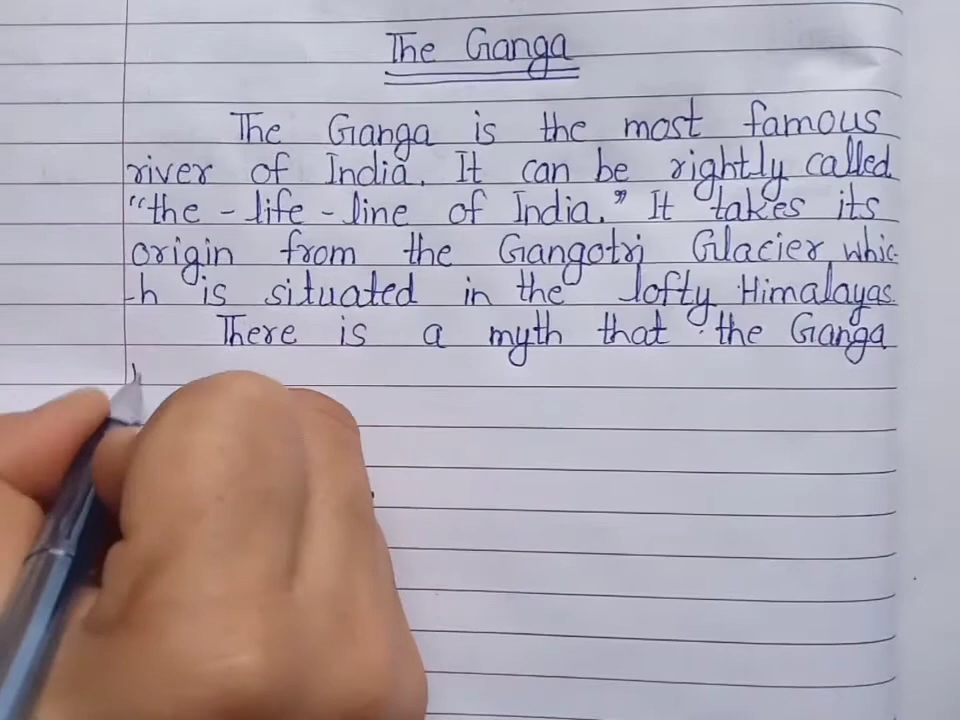 The Ganga
The Ganga is the most famous
river of India. It can be rightly called
“the - life - line of India.” It takes its
origin from the Gangotri Glacier, whic-
-h is situated in the lofty Himalayas.
There is a myth that the Ganga